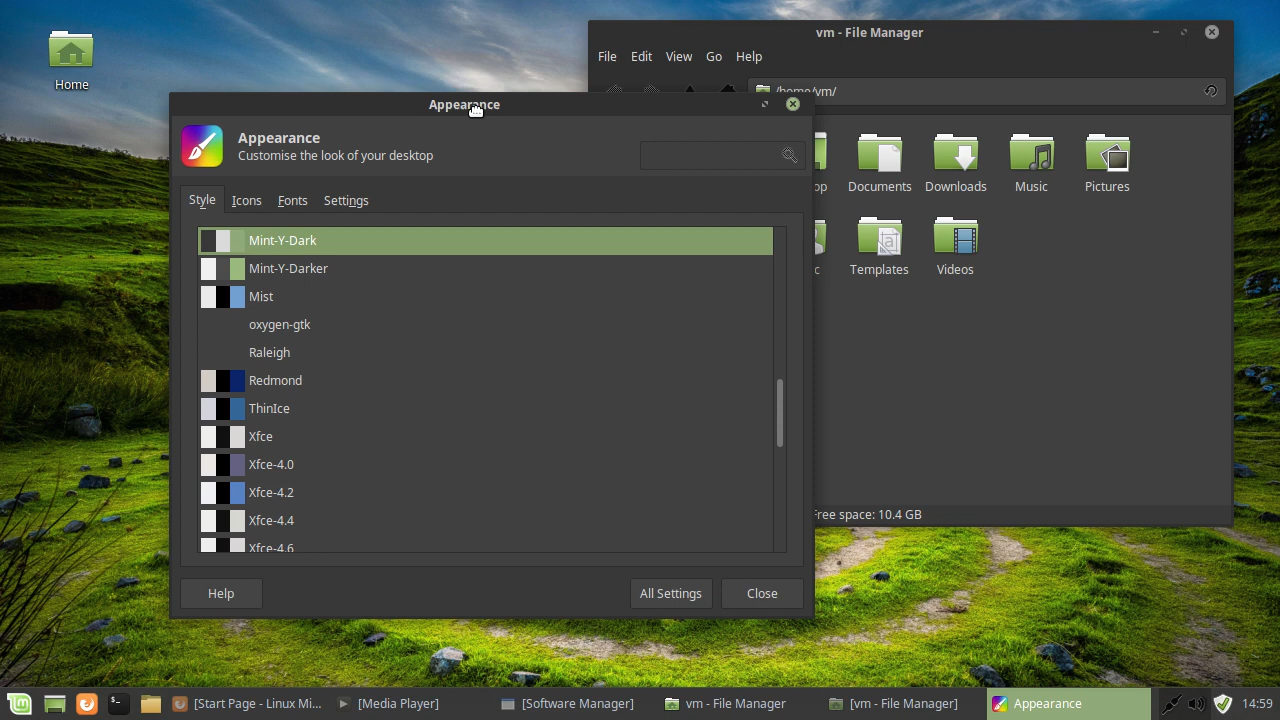 Home
vm - File Manager
File Edit View Go Help
/home/vm/
Documents
Downloads
Music
Pictures
Templates
Videos
Free space: 10.4 GB
Appearance
Appearance
Customise the look of your desktop
Style Icons Fonts Settings
Mint-Y-Dark
Mint-Y-Darker
Mist
oxygen-gtk
Raleigh
Redmond
ThinIce
Xfce
Xfce-4.0
Xfce-4.2
Xfce-4.4
Xfce-4.6
Help All Settings Close
[Start Page - Linux Mi... [Media Player] [Software Manager] vm - File Manager [vm - File Manager] Appearance 14:59